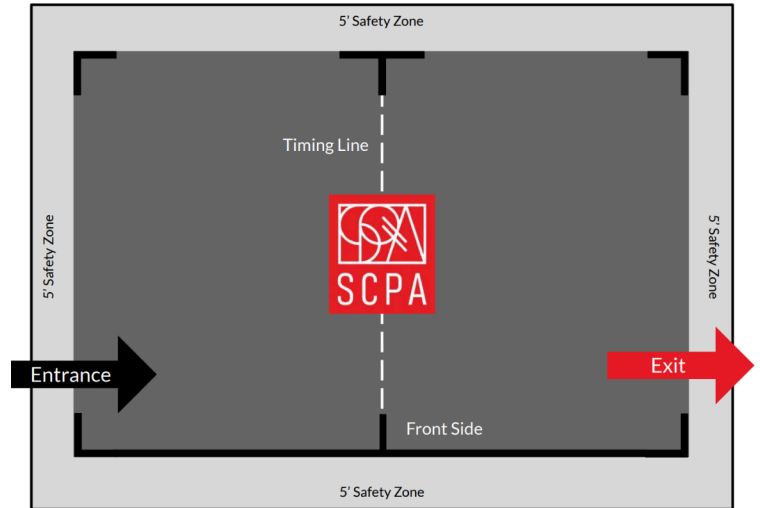 5' Safety Zone
Timing Line
5' Safety Zone
SCPA
5' Safety Zone
Entrance
Exit
Front Side
5' Safety Zone